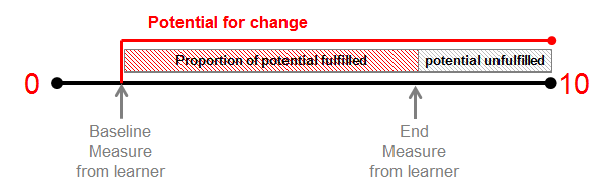 Potential for change
Proportion of potential fulfilled potential unfulfilled
0 10
Baseline End
Measure Measure
from learner from learner